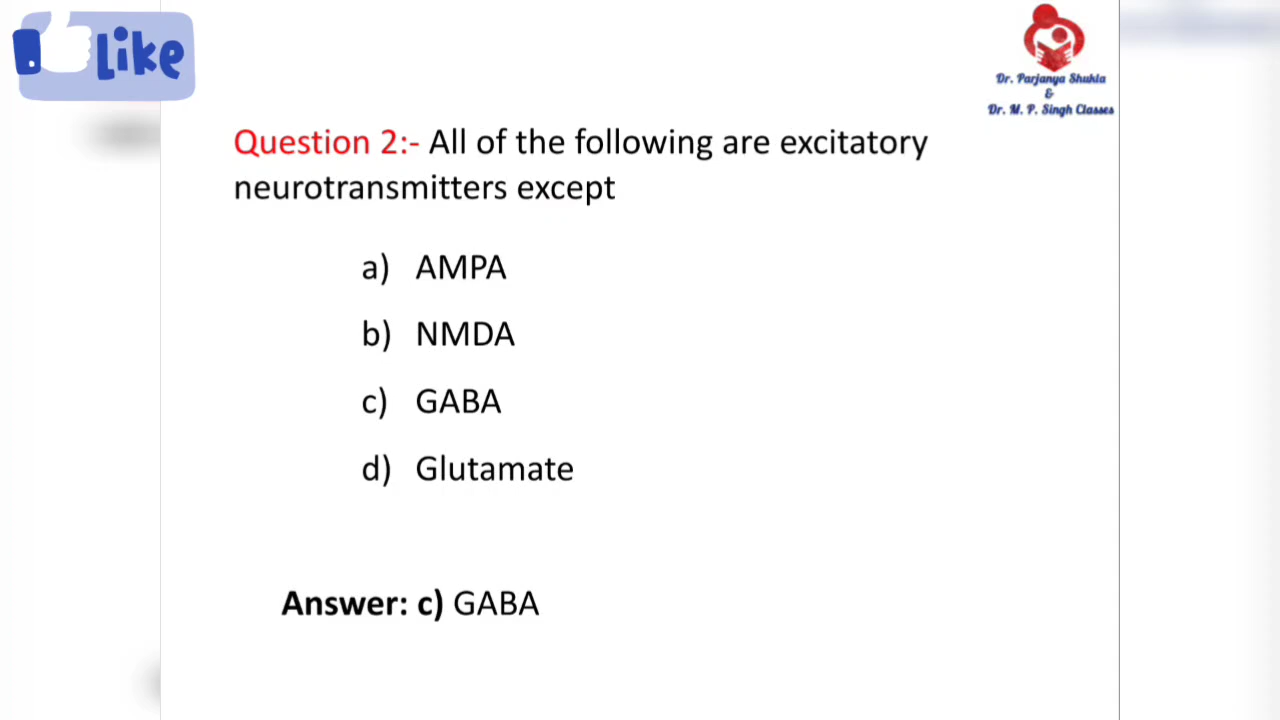 Like
Dr. Parjanya Shukla
&
Dr. M. P. Singh Classes
Question 2:- All of the following are excitatory
neurotransmitters except
a) AMPA
b) NMDA
c) GABA
d) Glutamate
Answer: c) GABA